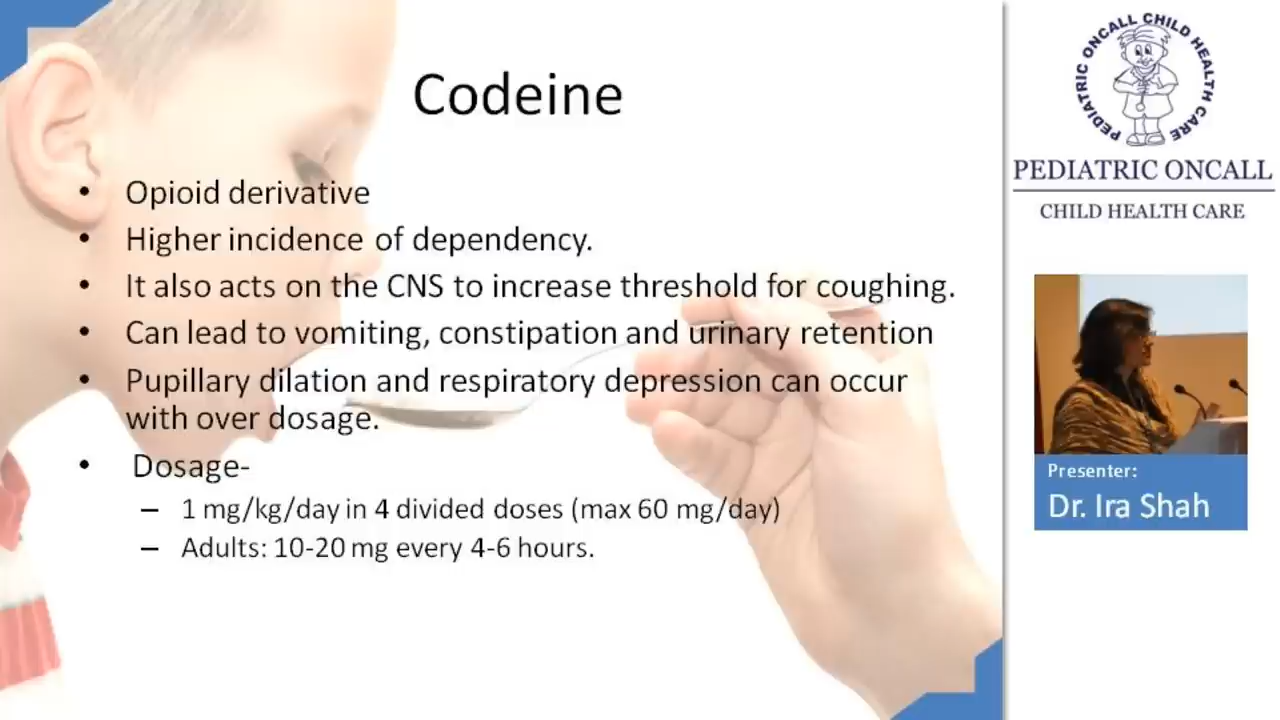 Codeine
• Opioid derivative
• Higher incidence of dependency.
• It also acts on the CNS to increase threshold for coughing.
• Can lead to vomiting, constipation and urinary retention
• Pupillary dilation and respiratory depression can occur
with over dosage.
• Dosage-
– 1 mg/kg/day in 4 divided doses (max 60 mg/day)
– Adults: 10-20 mg every 4-6 hours.
PEDIATRIC ONCALL CHILD HEALTH CARE
PEDIATRIC ONCALL
CHILD HEALTH CARE
Presenter:
Dr. Ira Shah